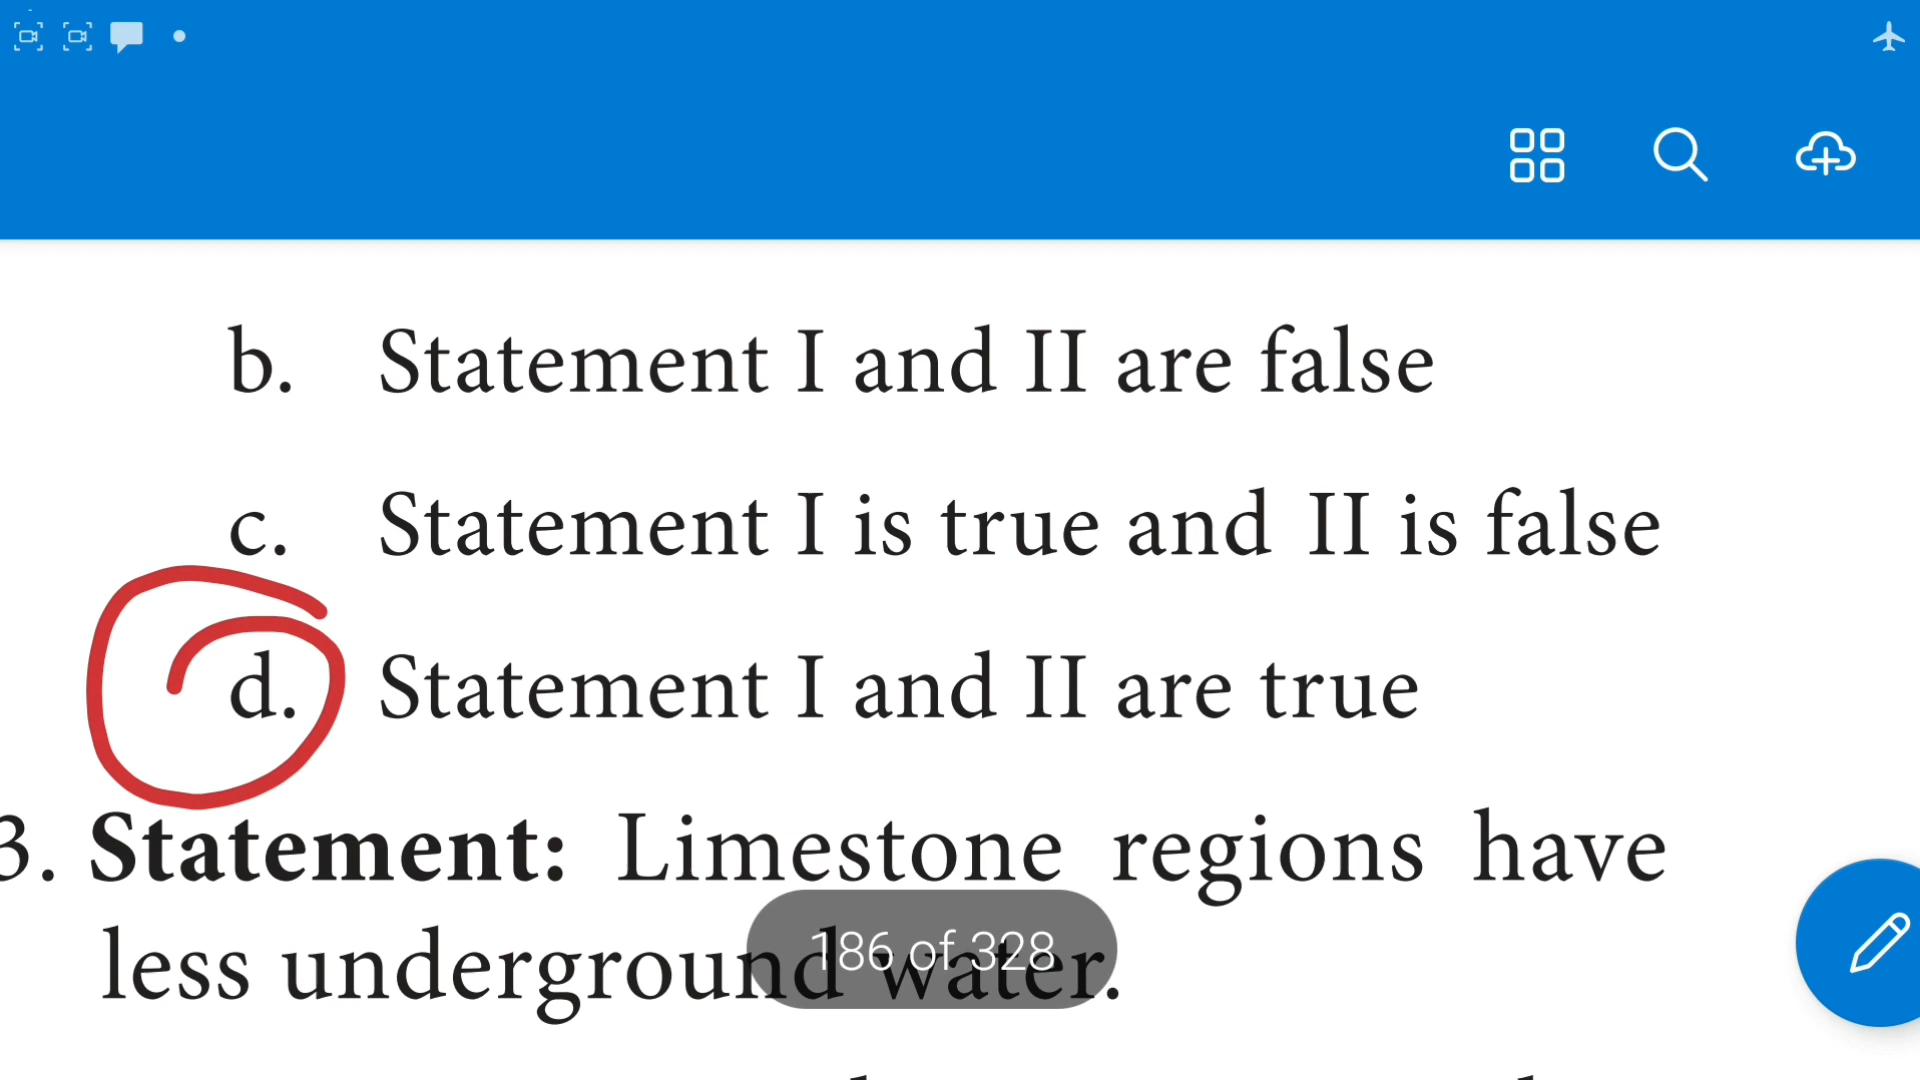 b. Statement I and II are false
c. Statement I is true and II is false
d. Statement I and II are true
3. Statement: Limestone regions have
less underground water.
186 of 328